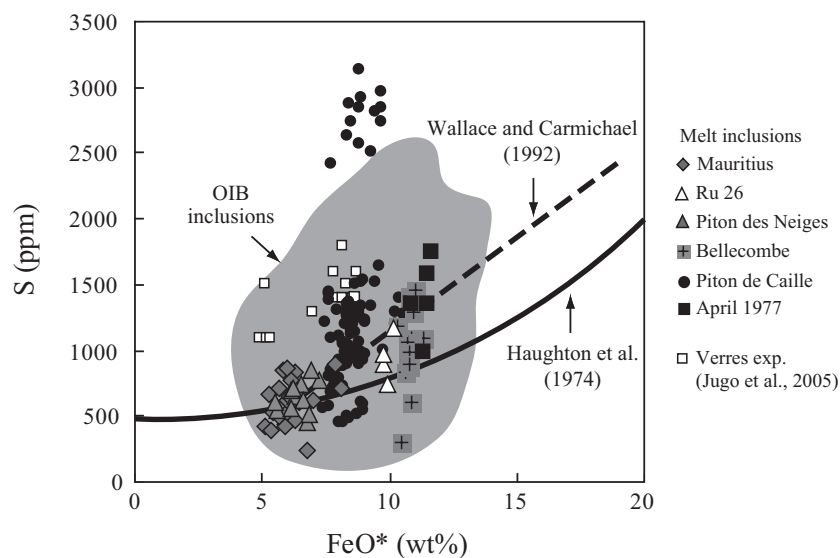 3500
3000
2500
2000
1500
1000
500
0
S (ppm)
0
5
10
15
20
FeO* (wt%)
OIB
inclusions
Wallace and Carmichael
(1992)
Haughton et al.
(1974)
Melt inclusions
Mauritius
Ru 26
Piton des Neiges
Bellecombe
Piton de Caille
April 1977
Verres exp.
(Jugo et al., 2005)